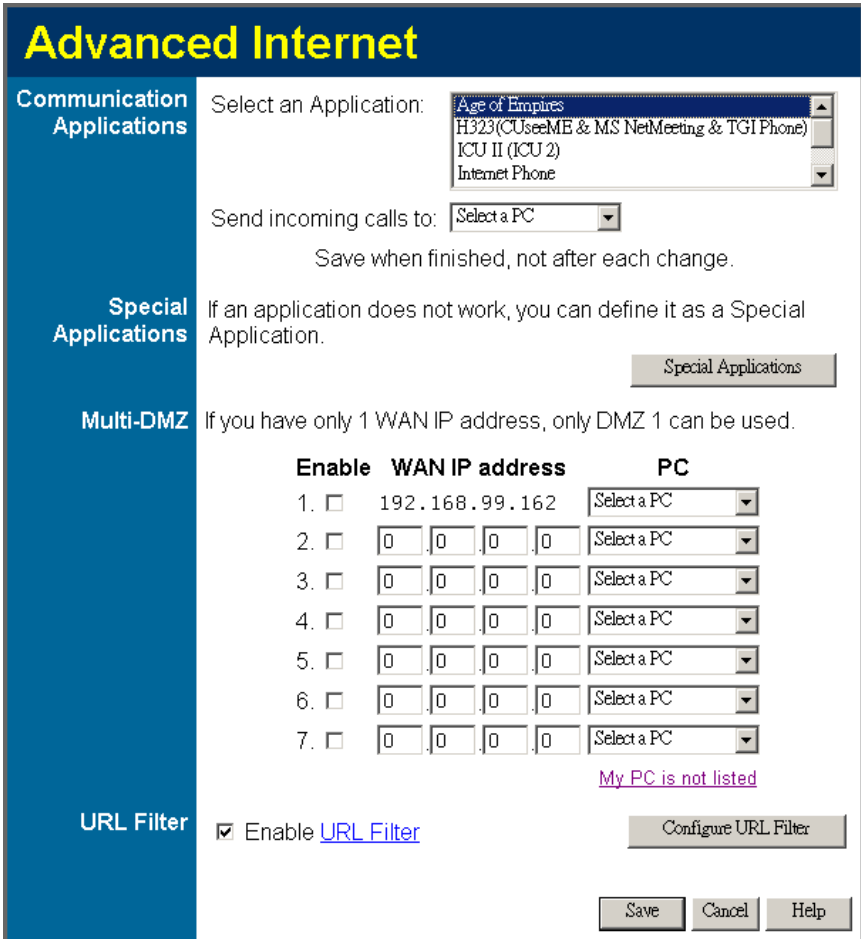 Advanced Internet
Communication Applications
Select an Application:
Age of Empires
H323(CUseeME & MS NetMeeting & TGI Phone)
ICU II (ICU 2)
Internet Phone
Send incoming calls to: Select a PC
Save when finished, not after each change.
Special Applications
If an application does not work, you can define it as a Special
Application.
Special Applications
Multi-DMZ
If you have only 1 WAN IP address, only DMZ 1 can be used.
Enable WAN IP address PC
1. 192.168.99.162 Select a PC
2. 0 .0 .0 .0 Select a PC
3. 0 .0 .0 .0 Select a PC
4. 0 .0 .0 .0 Select a PC
5. 0 .0 .0 .0 Select a PC
6. 0 .0 .0 .0 Select a PC
7. 0 .0 .0 .0 Select a PC
My PC is not listed
URL Filter
Enable URL Filter
Configure URL Filter
Save Cancel Help